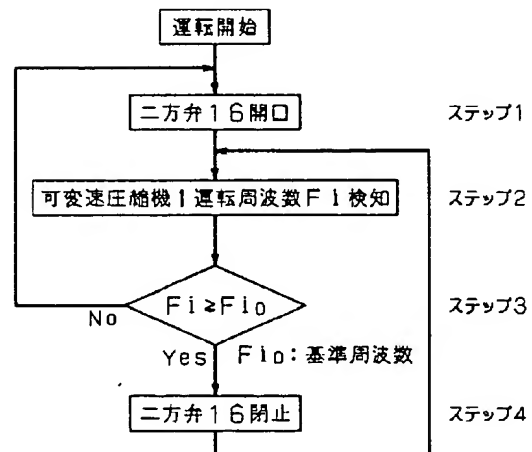 運転開始
二方弁16開口 ステップ1
可変速圧縮機1運転周波数Fi検知 ステップ2
Fi≧Fio ステップ3
No
Yes Fio:基準周波数
二方弁16閉止 ステップ4